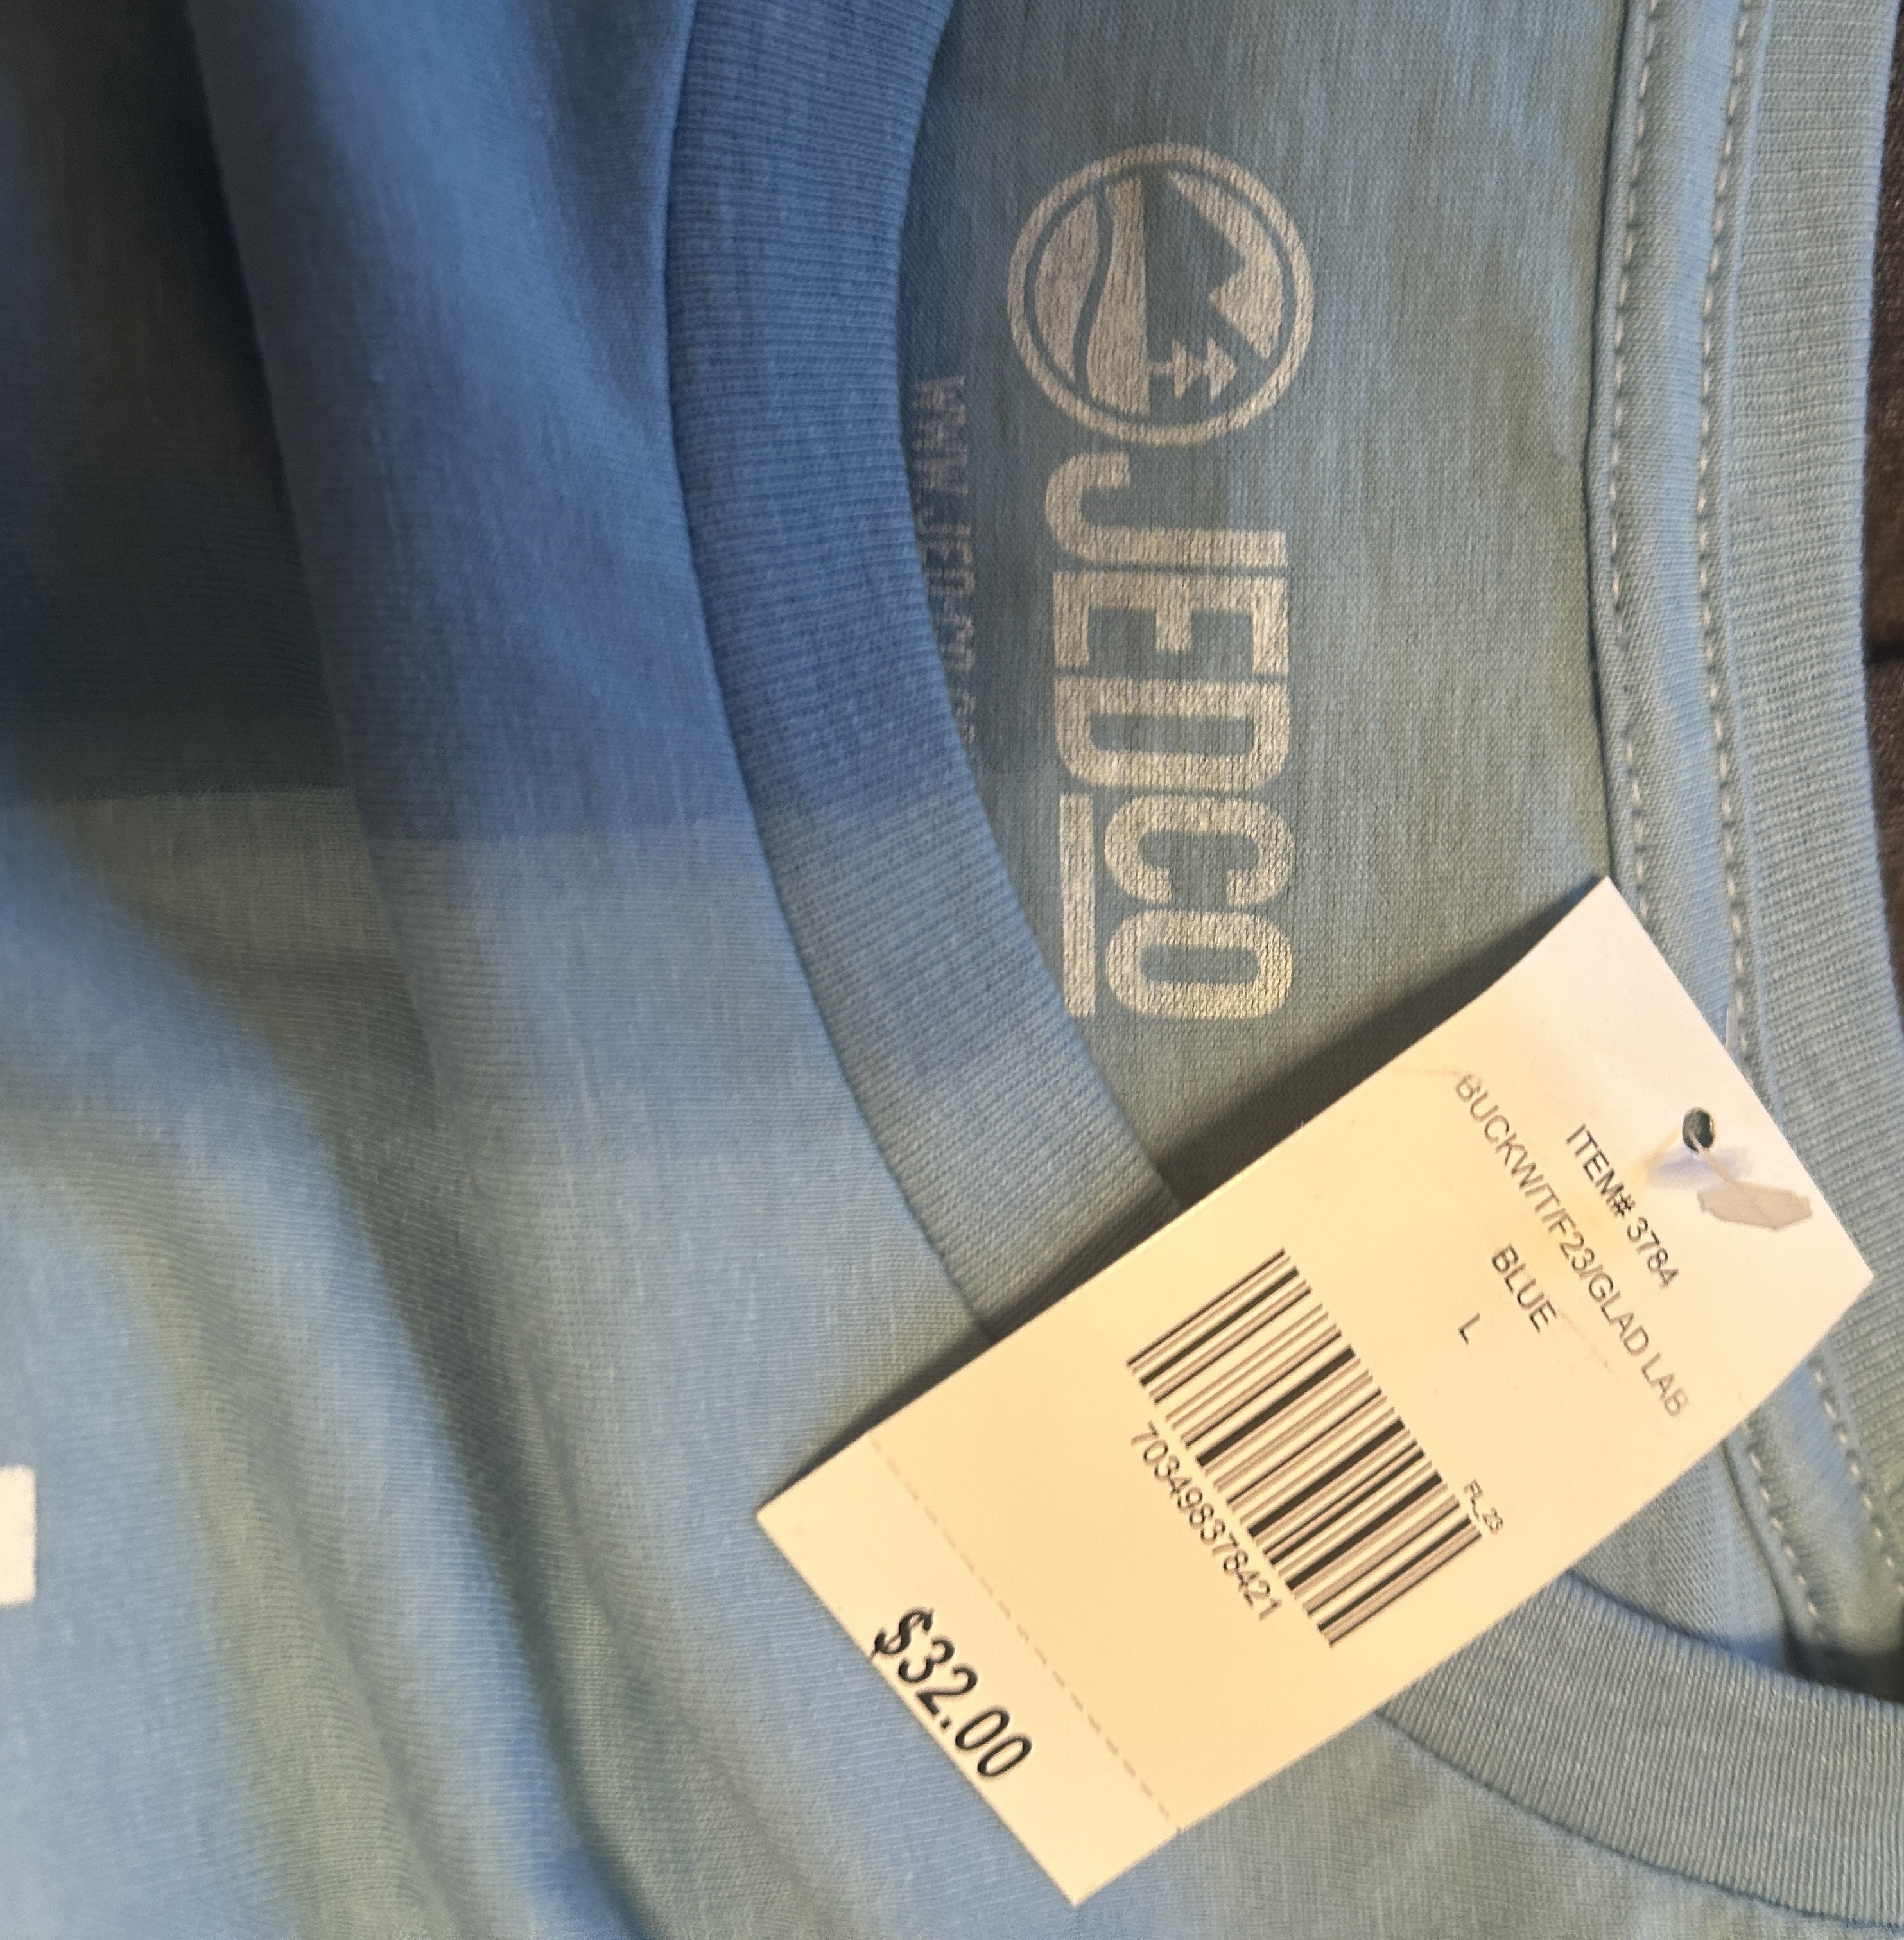 JEDCO
ITEM# 3784
BUCKWT/F23/GLAD LAB
BLUE
L
FL_23
703498378421
$32.00